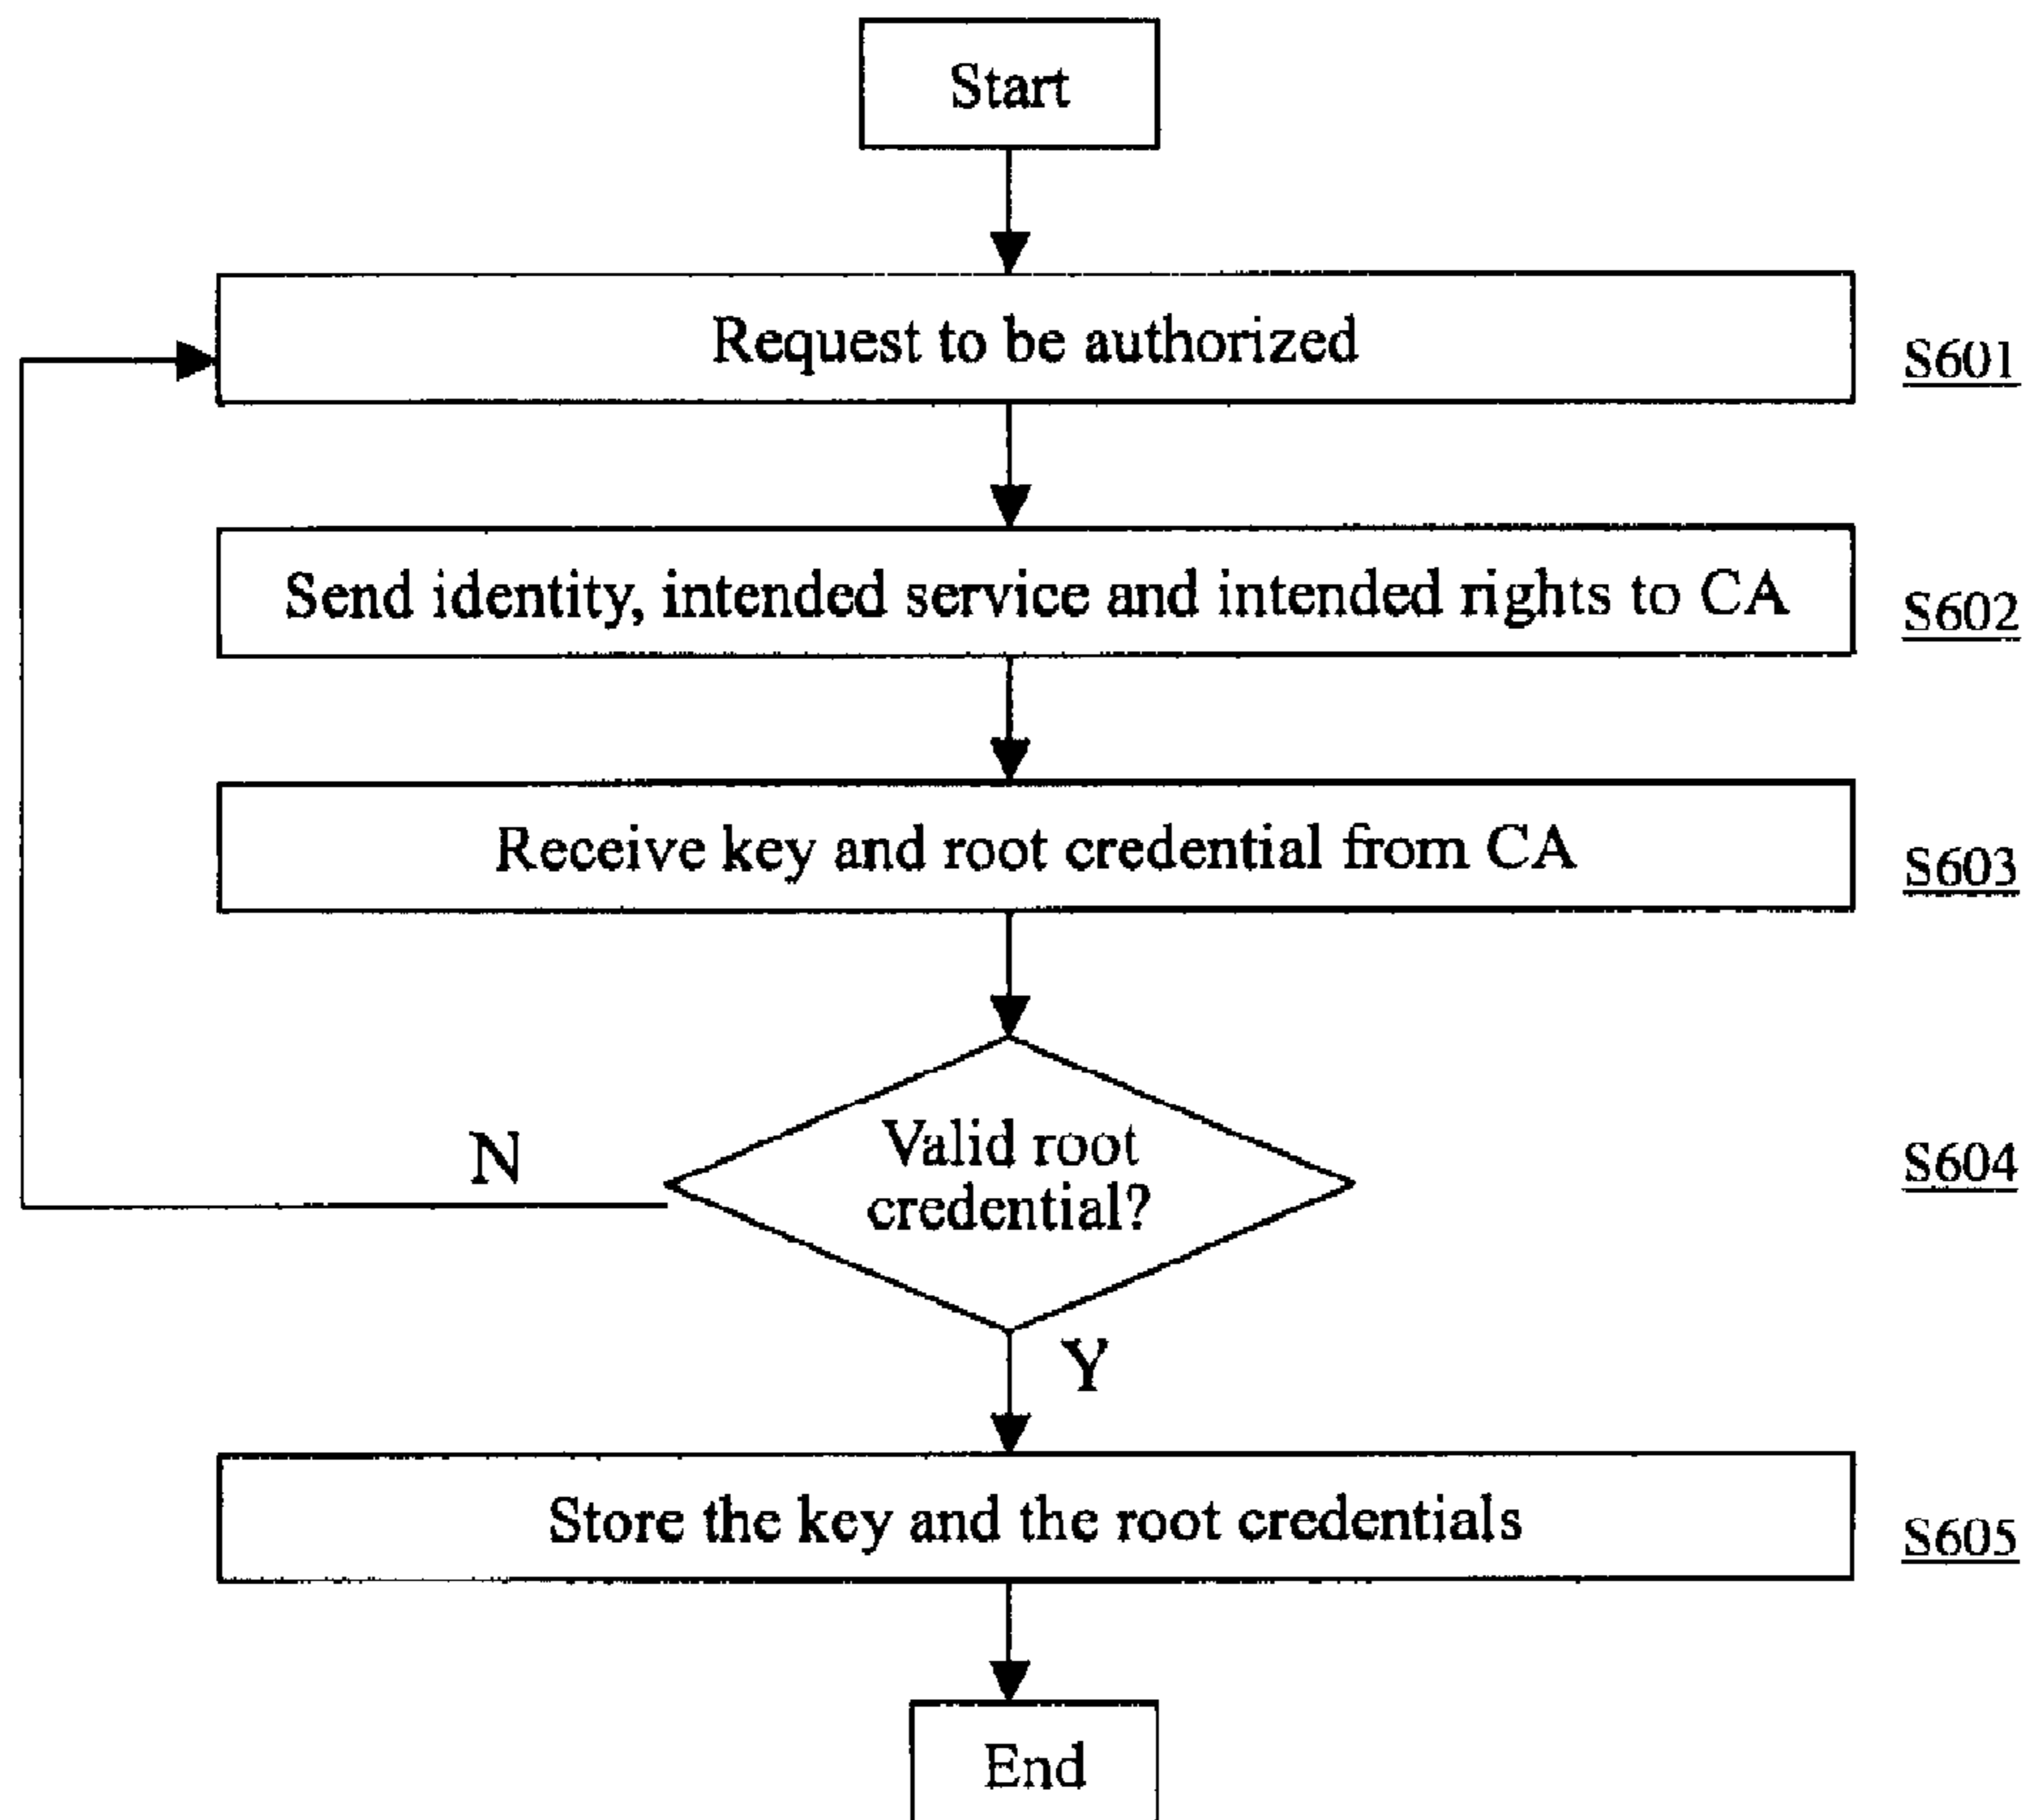 Start
Request to be authorized
S601
Send identity, intended service and intended rights to CA
S602
Receive key and root credential from CA
S603
Valid root
credential?
S604
N
Y
Store the key and the root credentials
S605
End